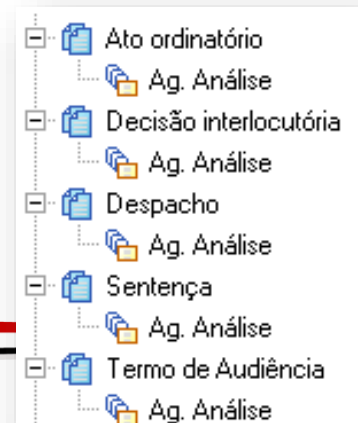 Ato ordinatório
Ag. Análise
Decisão interlocutória
Ag. Análise
Despacho
Ag. Análise
Sentença
Ag. Análise
Termo de Audiência
Ag. Análise